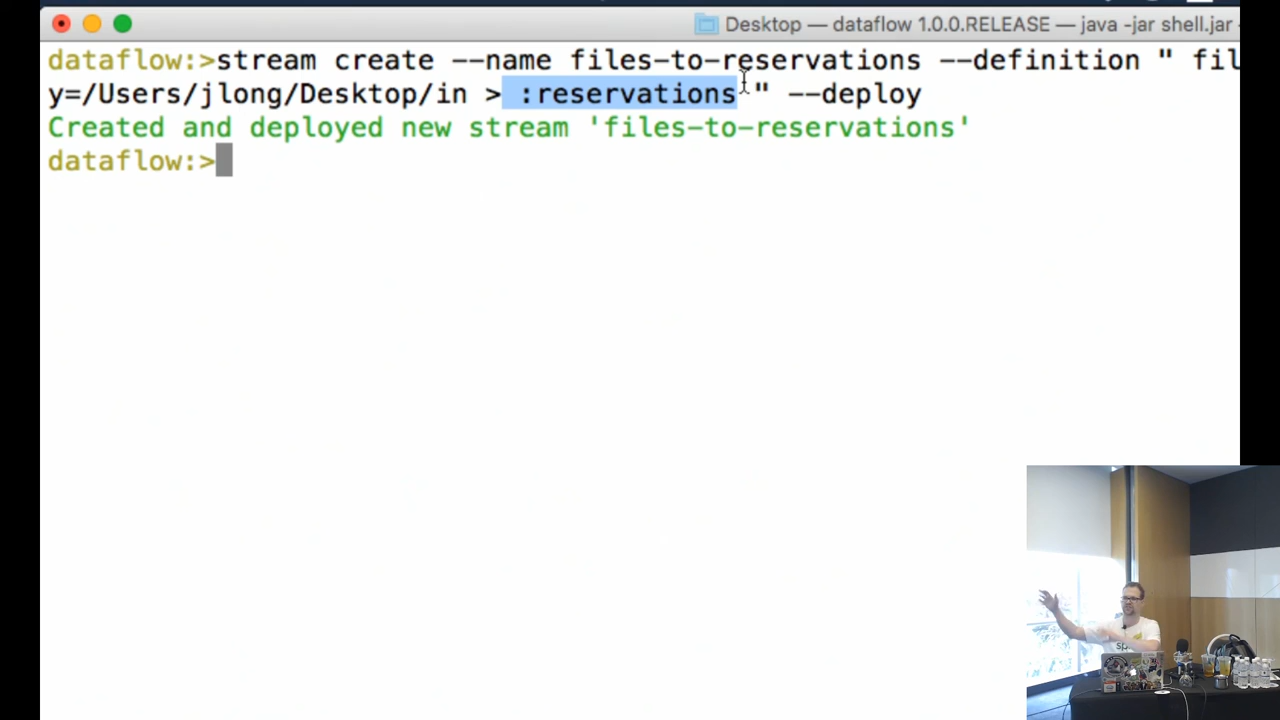 Desktop — dataflow 1.0.0.RELEASE — java -jar shell.jar
dataflow:>stream create --name files-to-reservations --definition " fil
y=/Users/jlong/Desktop/in > :reservations " --deploy
Created and deployed new stream 'files-to-reservations'
dataflow:>